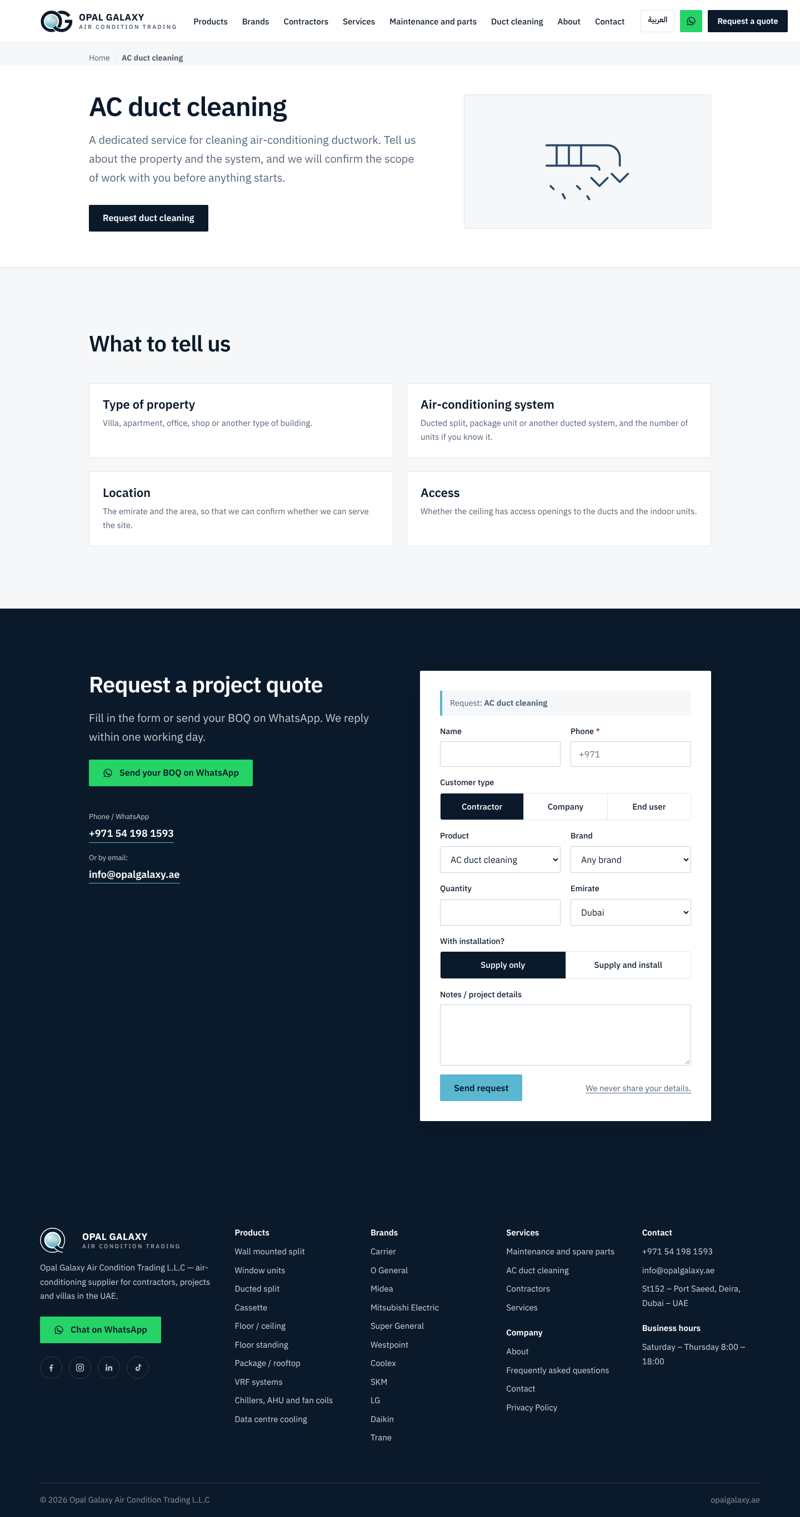 OPAL GALAXY
AIR CONDITION TRADING
Products
Brands
Contractors
Services
Maintenance and parts
Duct cleaning
About
Contact
العربية
Request a quote
Home
AC duct cleaning
AC duct cleaning
A dedicated service for cleaning air-conditioning ductwork. Tell us
about the property and the system, and we will confirm the scope
of work with you before anything starts.
Request duct cleaning
What to tell us
Type of property
Villa, apartment, office, shop or another type of building.
Air-conditioning system
Ducted split, package unit or another ducted system, and the number of
units if you know it.
Location
The emirate and the area, so that we can confirm whether we can serve
the site.
Access
Whether the ceiling has access openings to the ducts and the indoor units.
Request a project quote
Fill in the form or send your BOQ on WhatsApp. We reply
within one working day.
Send your BOQ on WhatsApp
Phone / WhatsApp
+971 54 198 1593
Or by email:
info@opalgalaxy.ae
Request: AC duct cleaning
Name
Phone *
+971
Customer type
Contractor
Company
End user
Product
Brand
AC duct cleaning
Any brand
Quantity
Emirate
Dubai
With installation?
Supply only
Supply and install
Notes / project details
Send request
We never share your details.
OPAL GALAXY
AIR CONDITION TRADING
Opal Galaxy Air Condition Trading L.L.C — air-
conditioning supplier for contractors, projects
and villas in the UAE.
Chat on WhatsApp
Products
Wall mounted split
Window units
Ducted split
Cassette
Floor / ceiling
Floor standing
Package / rooftop
VRF systems
Chillers, AHU and fan coils
Data centre cooling
Brands
Carrier
O General
Midea
Mitsubishi Electric
Super General
Westpoint
Coolex
SKM
LG
Daikin
Trane
Services
Maintenance and spare parts
AC duct cleaning
Contractors
Services
Company
About
Frequently asked questions
Contact
Privacy Policy
Contact
+971 54 198 1593
info@opalgalaxy.ae
St152 – Port Saeed, Deira,
Dubai – UAE
Business hours
Saturday – Thursday 8:00 –
18:00
© 2026 Opal Galaxy Air Condition Trading L.L.C
opalgalaxy.ae